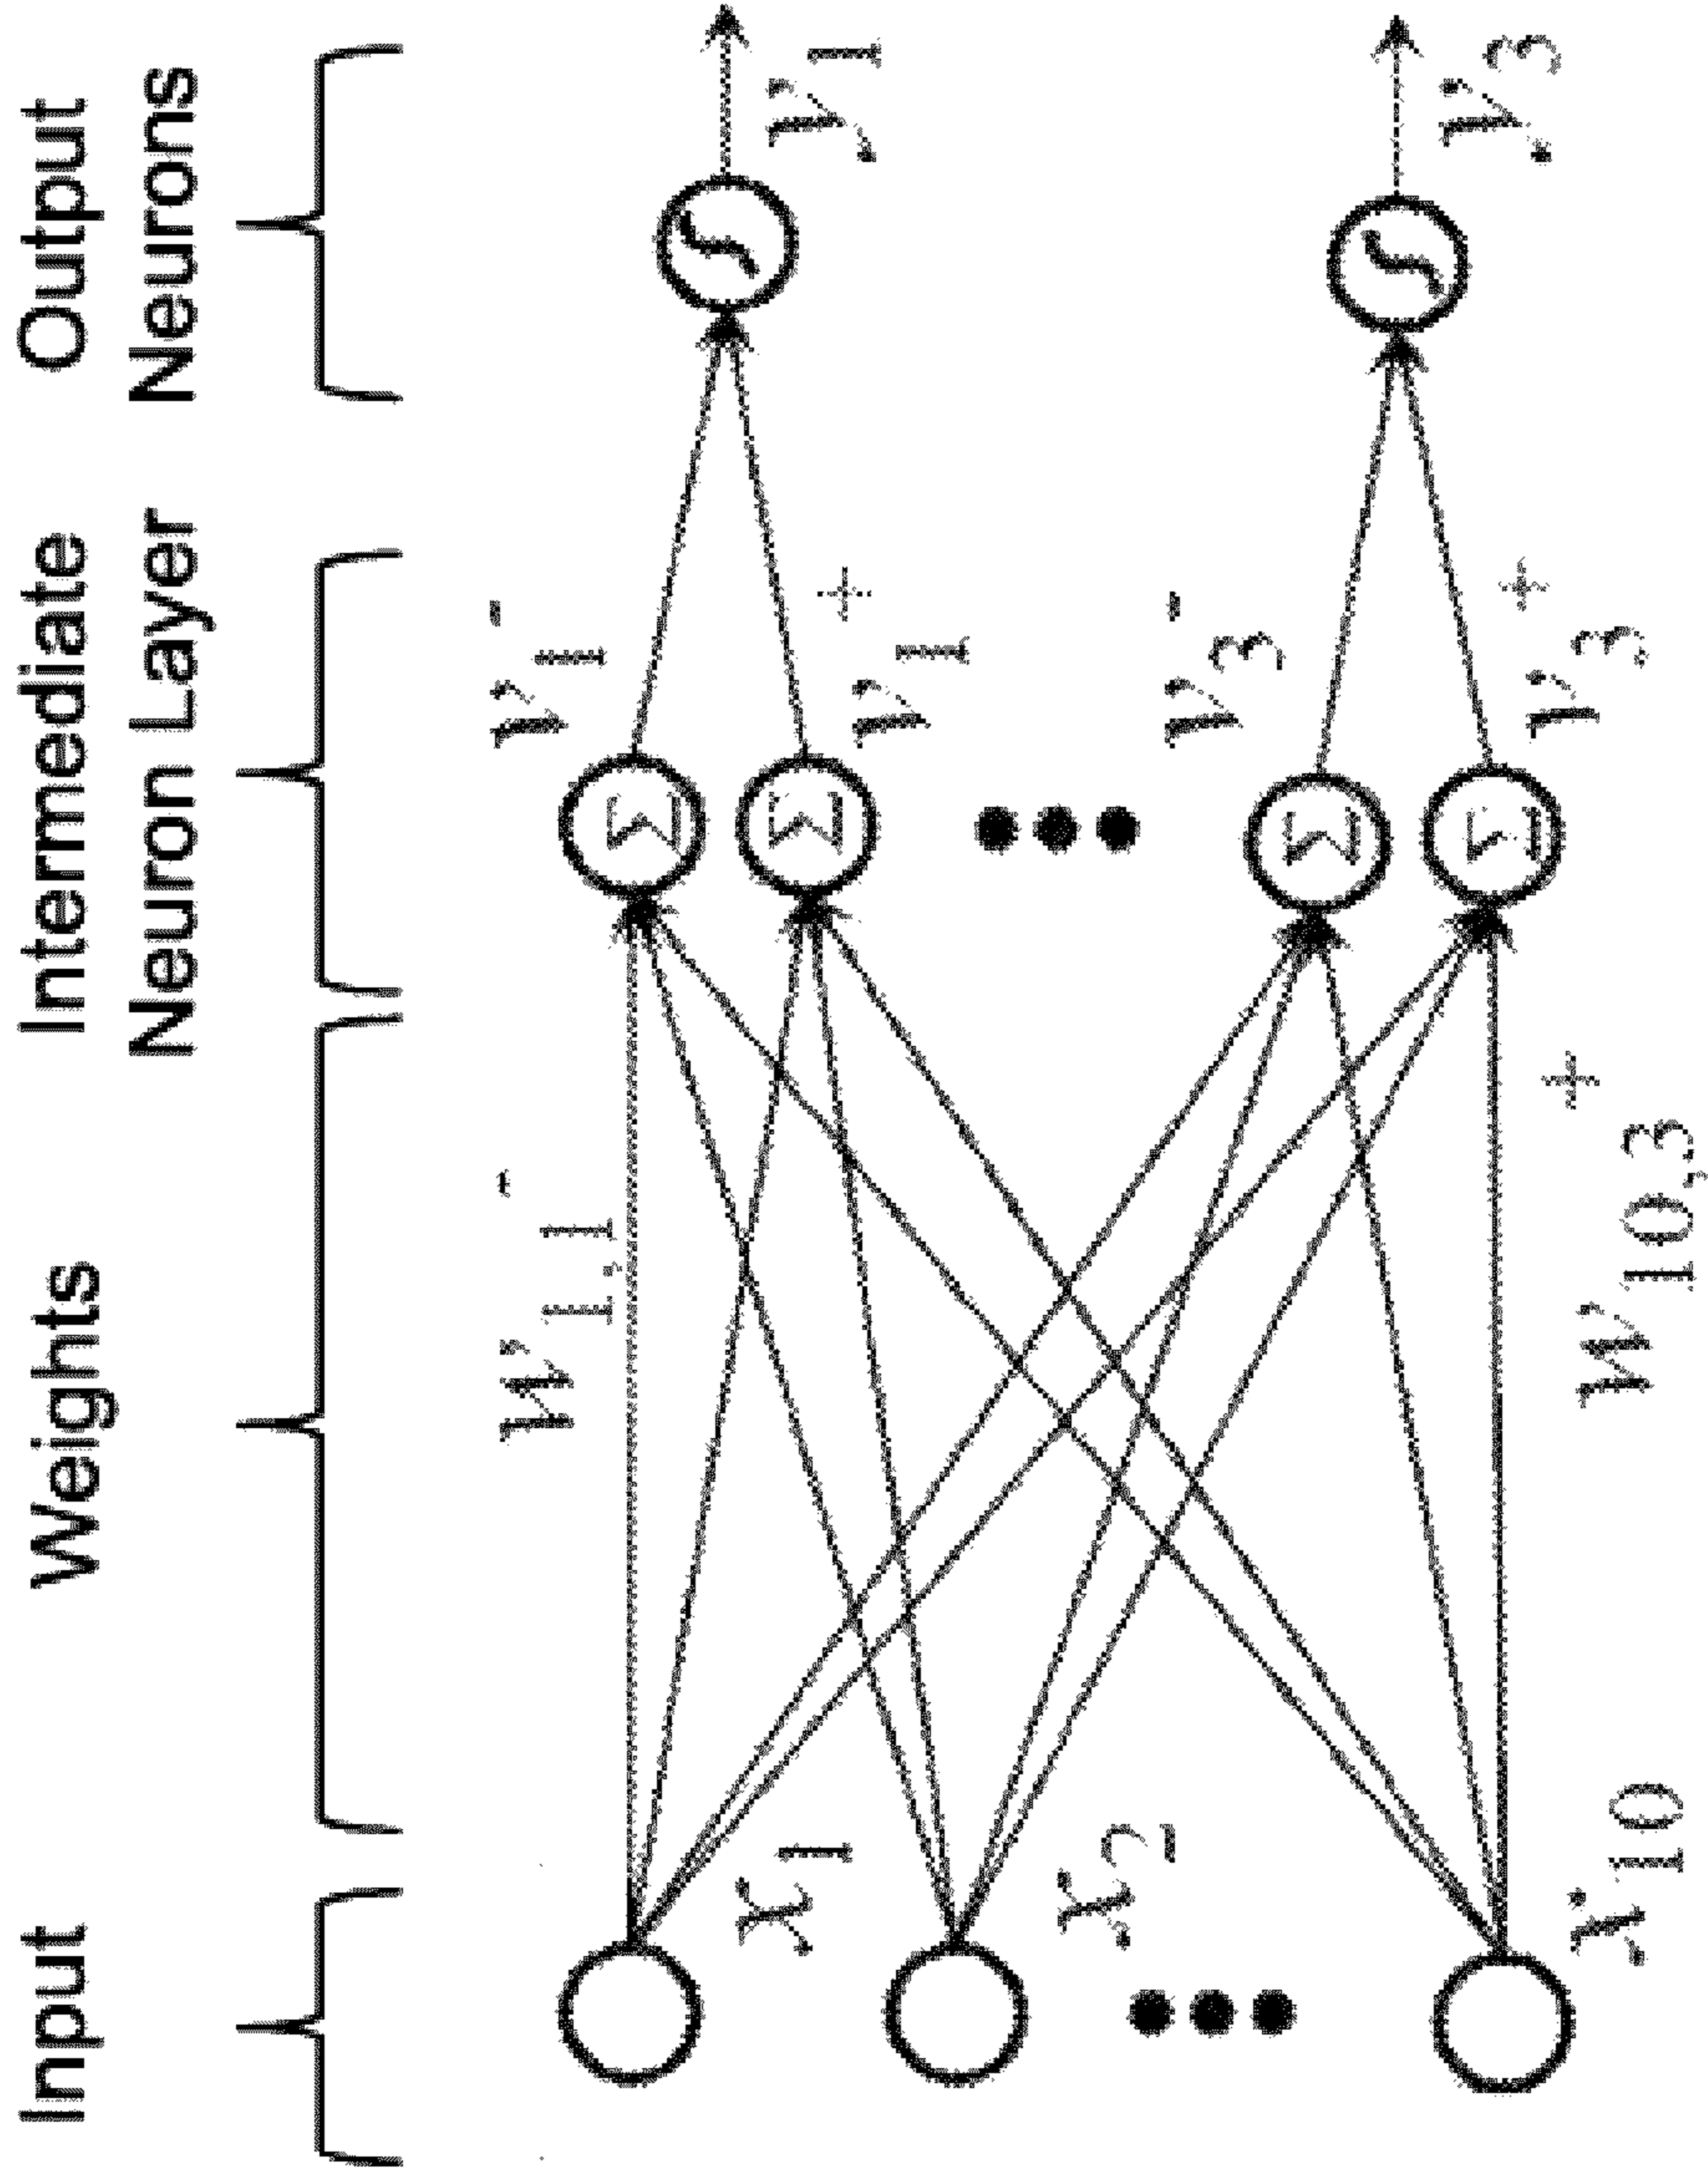 Input
Weights
Intermediate
Neuron Layer
Output
Neurons
x1
x2
x10
W1,1-
W10,3+
y1-
y1+
y3-
y3+
Σ
Σ
Σ
Σ
∫
∫
y1
y3